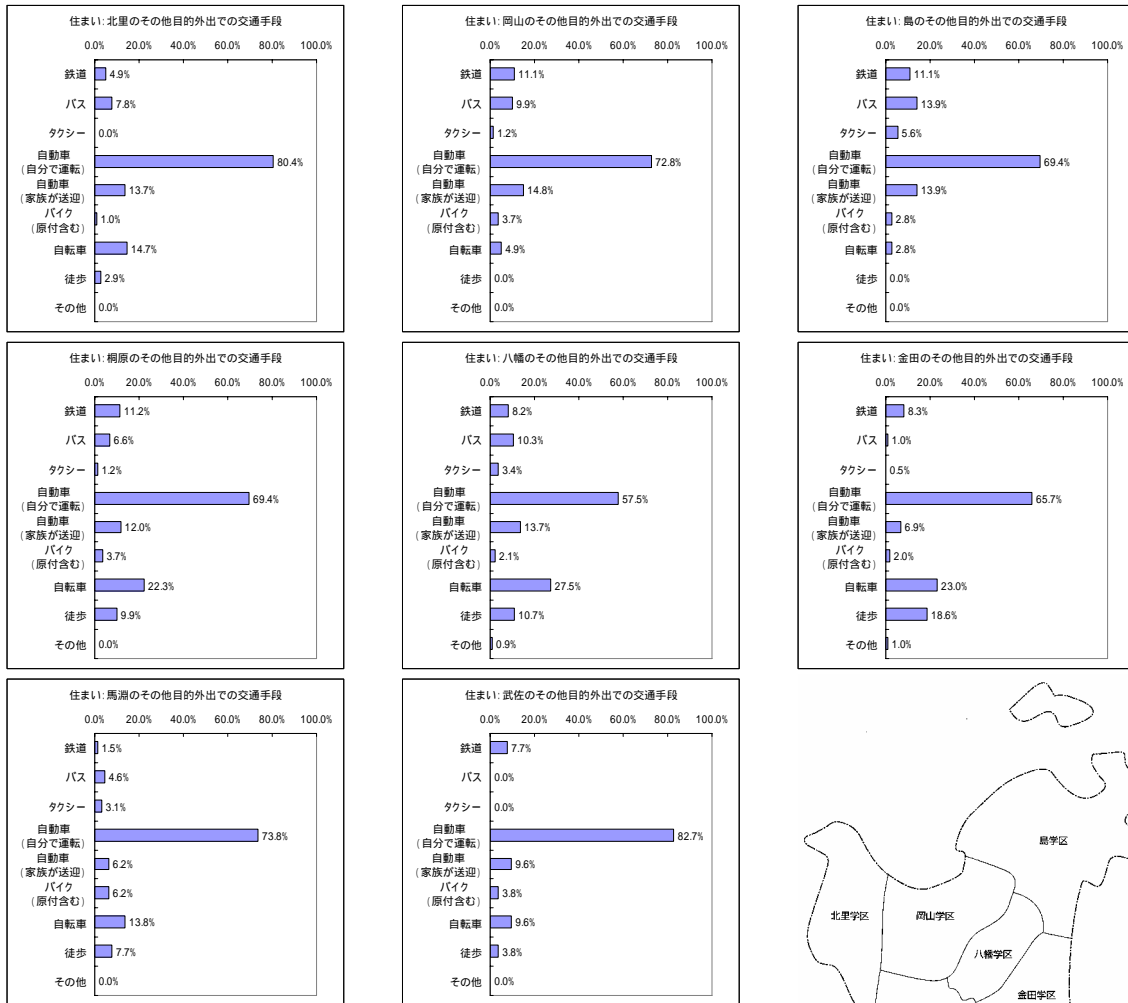 住まい: 北里のその他目的外出での交通手段
0.0% 20.0% 40.0% 60.0% 80.0% 100.0%
鉄道 4.9%
バス 7.8%
タクシー 0.0%
自動車
(自分で運転) 80.4%
自動車
(家族が送迎) 13.7%
バイク
(原付含む) 1.0%
自転車 14.7%
徒歩 2.9%
その他 0.0%
住まい: 岡山のその他目的外出での交通手段
0.0% 20.0% 40.0% 60.0% 80.0% 100.0%
鉄道 11.1%
バス 9.9%
タクシー 1.2%
自動車
(自分で運転) 72.8%
自動車
(家族が送迎) 14.8%
バイク
(原付含む) 3.7%
自転車 4.9%
徒歩 0.0%
その他 0.0%
住まい:島のその他目的外出での交通手段
0.0% 20.0% 40.0% 60.0% 80.0% 100.0%
鉄道 11.1%
バス 13.9%
タクシー 5.6%
自動車
(自分で運転) 69.4%
自動車
(家族が送迎) 13.9%
バイク
(原付含む) 2.8%
自転車 2.8%
徒歩 0.0%
その他 0.0%
住まい: 桐原のその他目的外出での交通手段
0.0% 20.0% 40.0% 60.0% 80.0% 100.0%
鉄道 11.2%
バス 6.6%
タクシー 1.2%
自動車
(自分で運転) 69.4%
自動車
(家族が送迎) 12.0%
バイク
(原付含む) 3.7%
自転車 22.3%
徒歩 9.9%
その他 0.0%
住まい: 八幡のその他目的外出での交通手段
0.0% 20.0% 40.0% 60.0% 80.0% 100.0%
鉄道 8.2%
バス 10.3%
タクシー 3.4%
自動車
(自分で運転) 57.5%
自動車
(家族が送迎) 13.7%
バイク
(原付含む) 2.1%
自転車 27.5%
徒歩 10.7%
その他 0.9%
住まい: 金田のその他目的外出での交通手段
0.0% 20.0% 40.0% 60.0% 80.0% 100.0%
鉄道 8.3%
バス 1.0%
タクシー 0.5%
自動車
(自分で運転) 65.7%
自動車
(家族が送迎) 6.9%
バイク
(原付含む) 2.0%
自転車 23.0%
徒歩 18.6%
その他 1.0%
住まい: 馬淵のその他目的外出での交通手段
0.0% 20.0% 40.0% 60.0% 80.0% 100.0%
鉄道 1.5%
バス 4.6%
タクシー 3.1%
自動車
(自分で運転) 73.8%
自動車
(家族が送迎) 6.2%
バイク
(原付含む) 6.2%
自転車 13.8%
徒歩 7.7%
その他 0.0%
住まい: 武佐のその他目的外出での交通手段
0.0% 20.0% 40.0% 60.0% 80.0% 100.0%
鉄道 7.7%
バス 0.0%
タクシー 0.0%
自動車
(自分で運転) 82.7%
自動車
(家族が送迎) 9.6%
バイク
(原付含む) 3.8%
自転車 9.6%
徒歩 3.8%
その他 0.0%
島学区
北里学区 岡山学区
八幡学区
金田学区